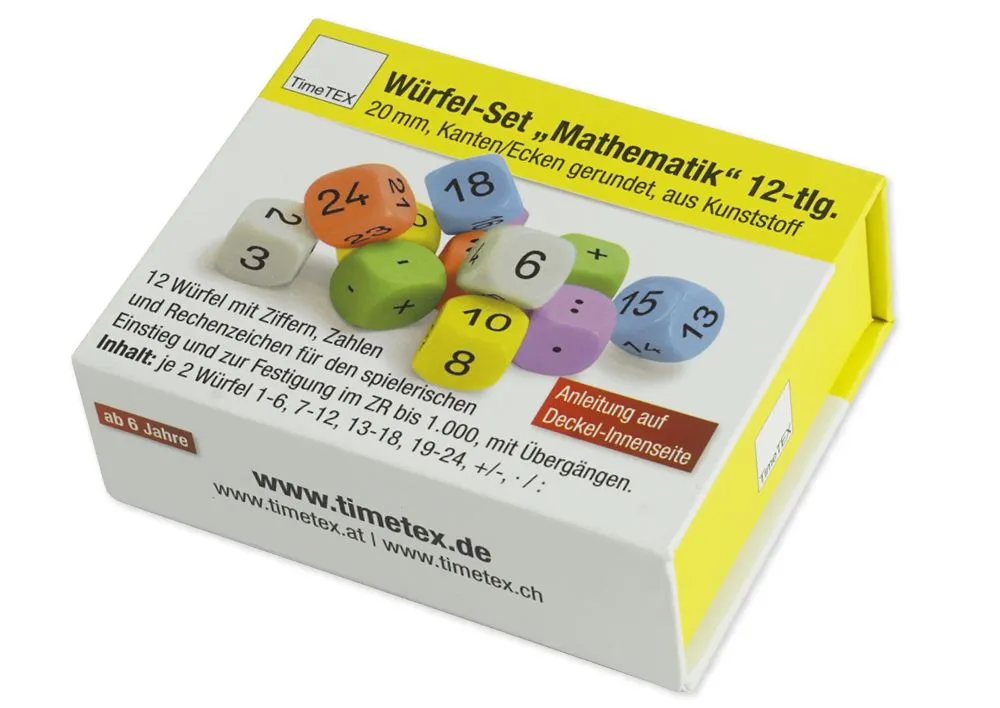 TimeTEX
Würfel-Set „Mathematik“ 12-tlg.
20 mm, Kanten/Ecken gerundet, aus Kunststoff
24
21
23
18
2
3
6
+
-
+
10
8
:
·
15
13
14
12 Würfel mit Ziffern, Zahlen
und Rechenzeichen für den spielerischen
Einstieg und zur Festigung im ZR bis 1.000, mit Übergängen.
Inhalt: je 2 Würfel 1-6, 7-12, 13-18, 19-24, +/-, · / :
Anleitung auf
Deckel-Innenseite
ab 6 Jahre
www.timetex.de
www.timetex.at | www.timetex.ch
TimeTEX